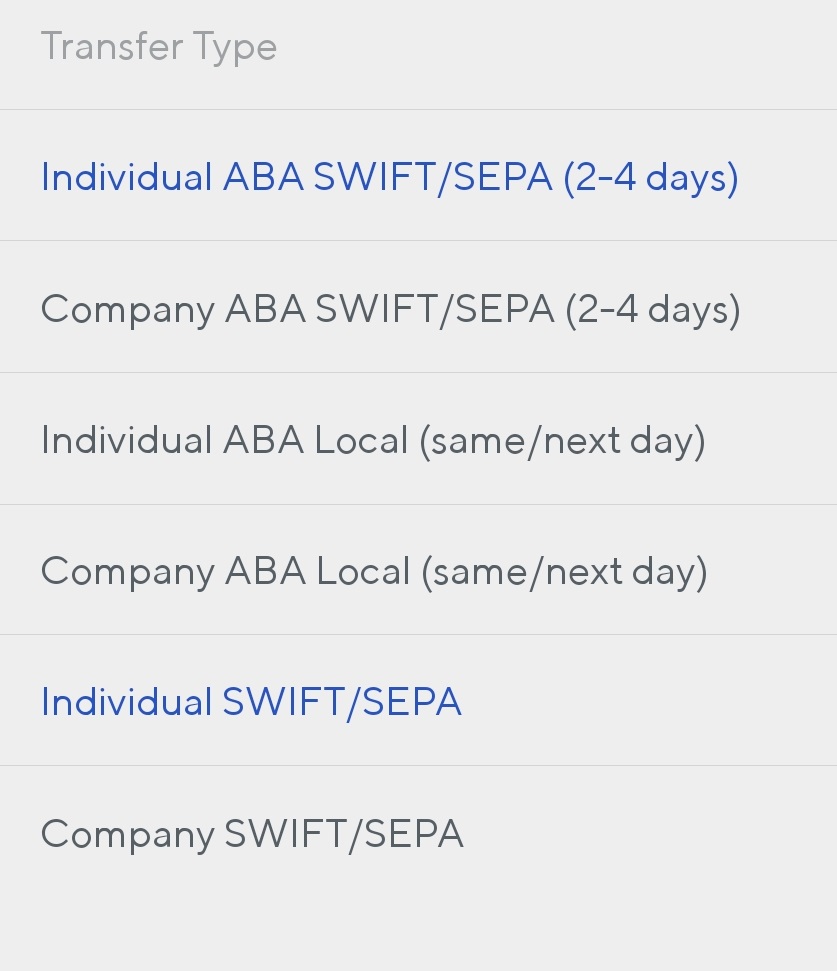 Transfer Type
Individual ABA SWIFT/SEPA (2-4 days)
Company ABA SWIFT/SEPA (2-4 days)
Individual ABA Local (same/next day)
Company ABA Local (same/next day)
Individual SWIFT/SEPA
Company SWIFT/SEPA